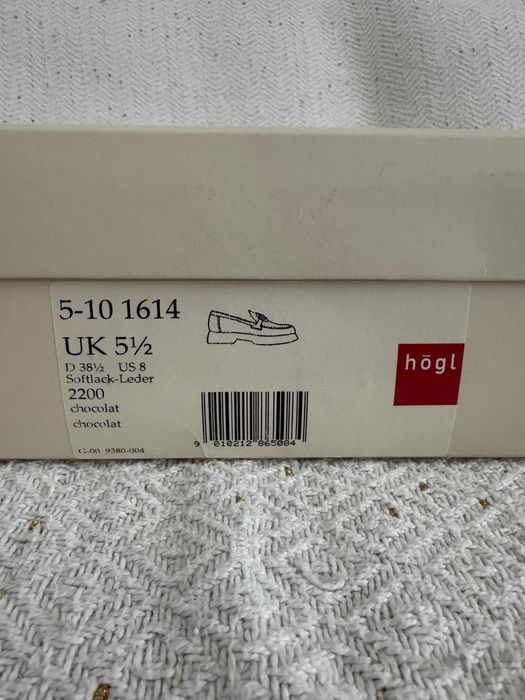 5-10 1614
UK 5½
D 38½ US 8
Softlack-Leder
2200
chocolat
chocolat
G-00 9380-004
9 010212 865084
högl